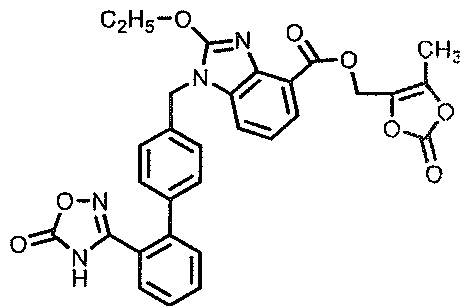 C₂H₅ O N O O CH₃
N O O
O N O
O N
H